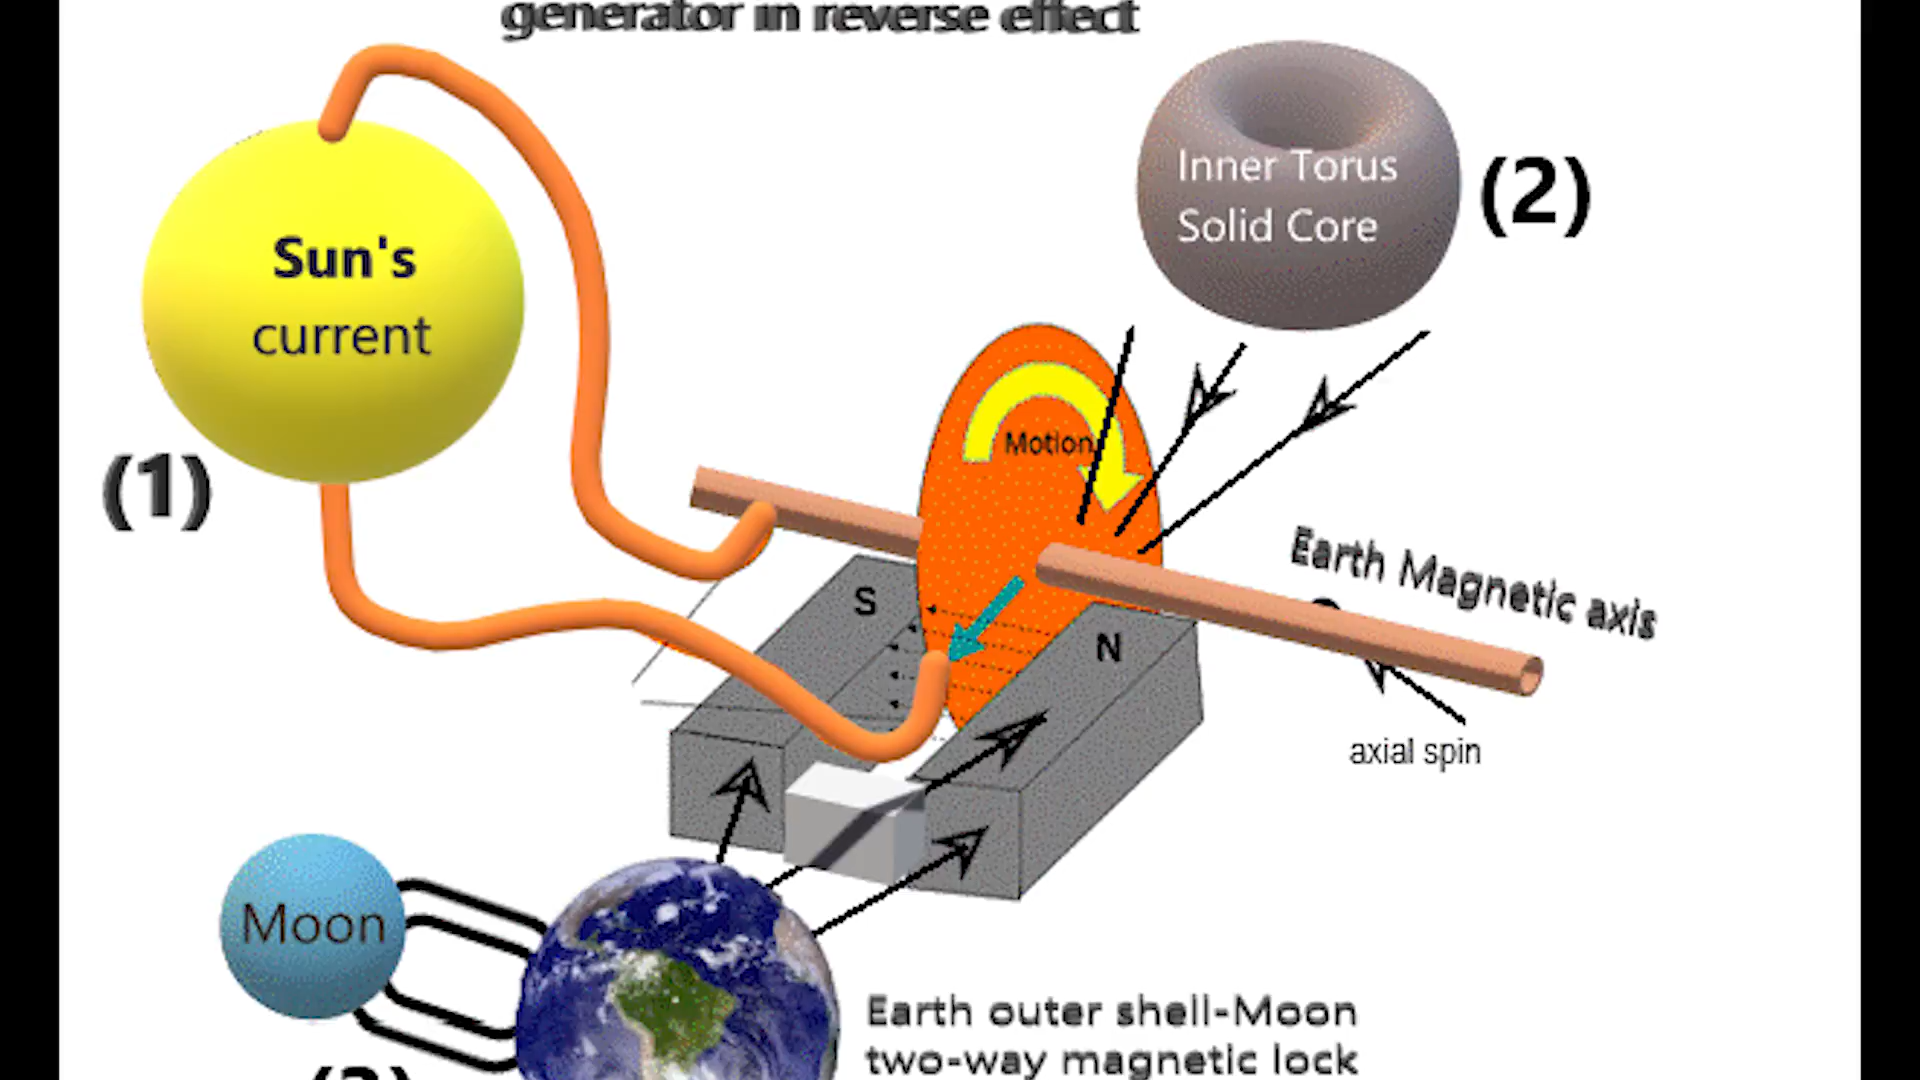 generator in reverse effect
Inner Torus
Solid Core
(2)
Sun's
current
(1)
Motion
S
N
Earth Magnetic axis
axial spin
Moon
Earth outer shell-Moon
two-way magnetic lock